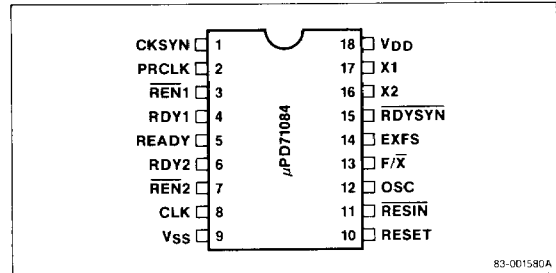 CKSYN 1 18 VDD
PRCLK 2 17 X1
REN1 3 16 X2
RDY1 4 15 RDYSYN
READY 5 14 EXFS
RDY2 6 13 F/X
REN2 7 12 OSC
CLK 8 11 RESIN
VSS 9 10 RESET
μPD71084
83-001580A